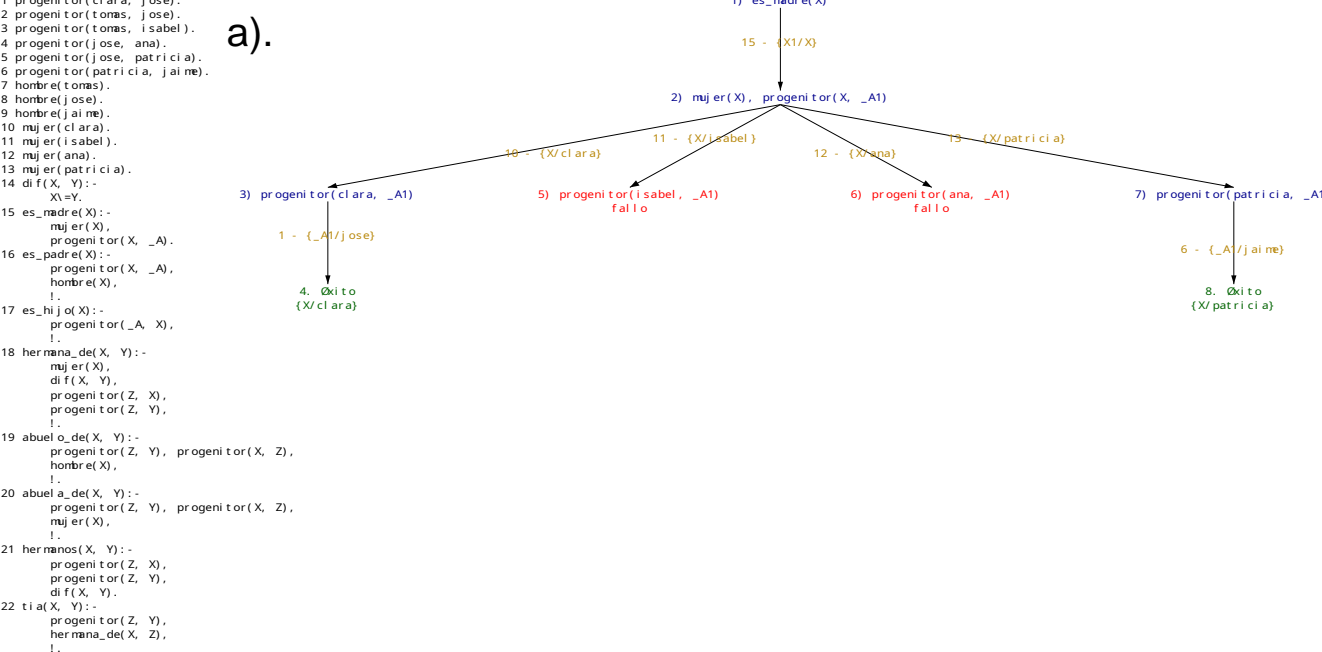 1 progenitor(clara, jose).
2 progenitor(tomas, jose).
3 progenitor(tomas, isabel).
4 progenitor(jose, ana).
5 progenitor(jose, patricia).
6 progenitor(patricia, jaime).
7 hombre(tomas).
8 hombre(jose).
9 hombre(jaime).
10 mujer(clara).
11 mujer(isabel).
12 mujer(ana).
13 mujer(patricia).
14 dif(X, Y):-
X\=Y.
15 es_madre(X):-
mujer(X),
progenitor(X, _A).
16 es_padre(X):-
progenitor(X, _A),
hombre(X),
!.
17 es_hijo(X):-
progenitor(_A, X),
!.
18 hermana_de(X, Y):-
mujer(X),
dif(X, Y),
progenitor(Z, X),
progenitor(Z, Y),
!.
19 abuelo_de(X, Y):-
progenitor(Z, Y), progenitor(X, Z),
hombre(X),
!.
20 abuela_de(X, Y):-
progenitor(Z, Y), progenitor(X, Z),
mujer(X),
!.
21 hermanos(X, Y):-
progenitor(Z, X),
progenitor(Z, Y),
dif(X, Y).
22 tia(X, Y):-
progenitor(Z, Y),
hermana_de(X, Z),
!.
a).
1) es_madre(X)
15 - {X1/X}
2) mujer(X), progenitor(X, _A1)
10 - {X/clara}
11 - {X/isabel}
12 - {X/ana}
13 - {X/patricia}
3) progenitor(clara, _A1)
5) progenitor(isabel, _A1)
fallo
6) progenitor(ana, _A1)
fallo
7) progenitor(patricia, _A1
1 - {_A1/jose}
6 - {_A1/jaime}
4. Øxito
{X/clara}
8. Øxito
{X/patricia}